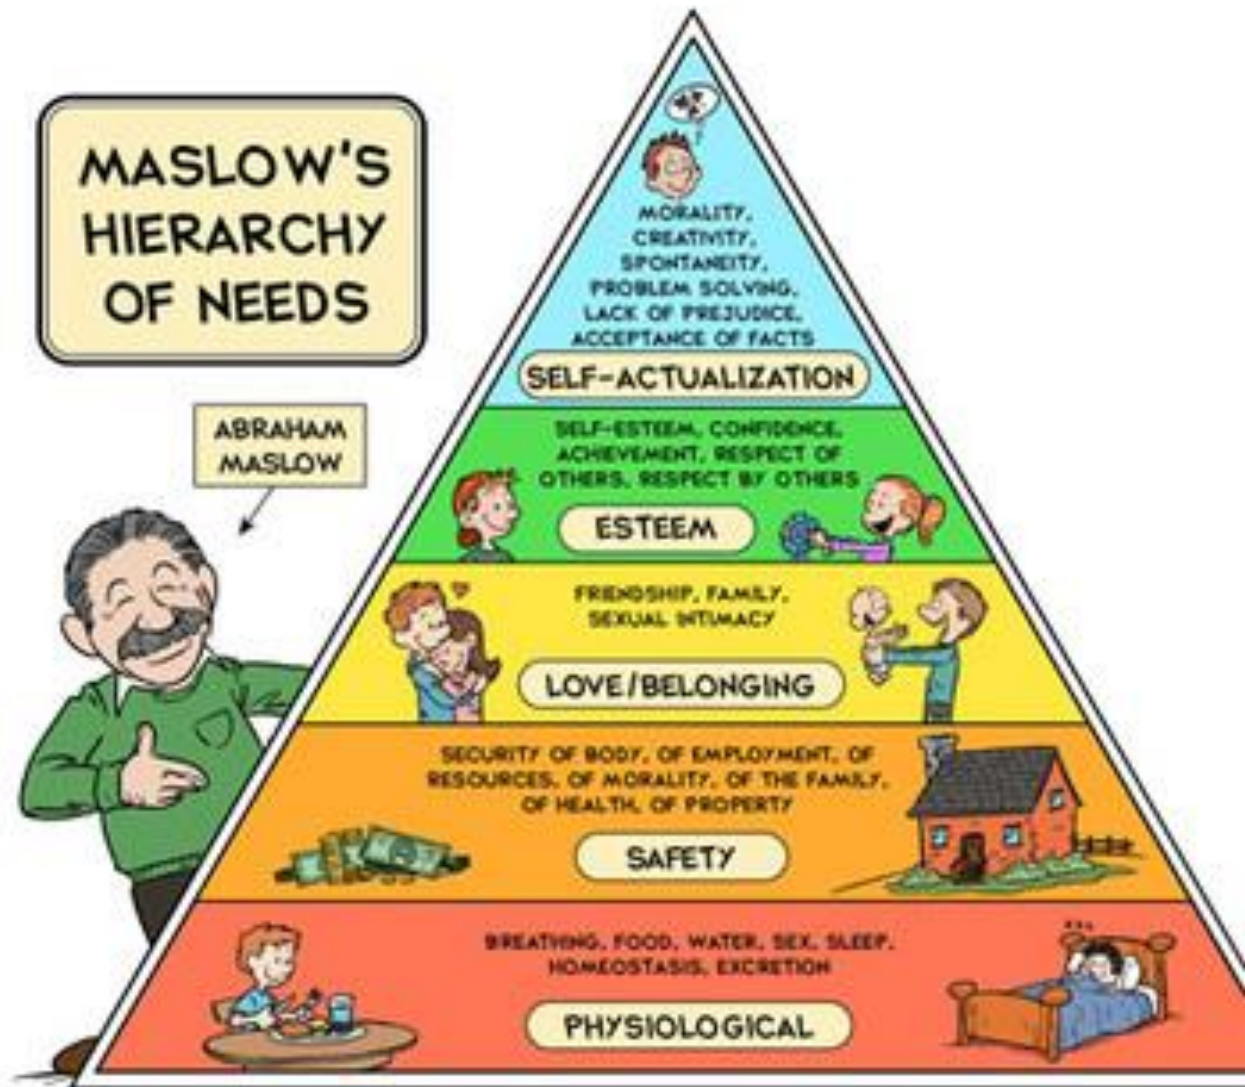 MASLOW'S
HIERARCHY
OF NEEDS
ABRAHAM
MASLOW
MORALITY,
CREATIVITY,
SPONTANEITY,
PROBLEM SOLVING,
LACK OF PREJUDICE,
ACCEPTANCE OF FACTS
SELF-ACTUALIZATION
SELF-ESTEEM, CONFIDENCE,
ACHIEVEMENT, RESPECT OF
OTHERS, RESPECT BY OTHERS
ESTEEM
FRIENDSHIP, FAMILY,
SEXUAL INTIMACY
LOVE/BELONGING
SECURITY OF BODY, OF EMPLOYMENT, OF
RESOURCES, OF MORALITY, OF THE FAMILY,
OF HEALTH, OF PROPERTY
SAFETY
BREATHING, FOOD, WATER, SEX, SLEEP,
HOMEOSTASIS, EXCRETION
PHYSIOLOGICAL